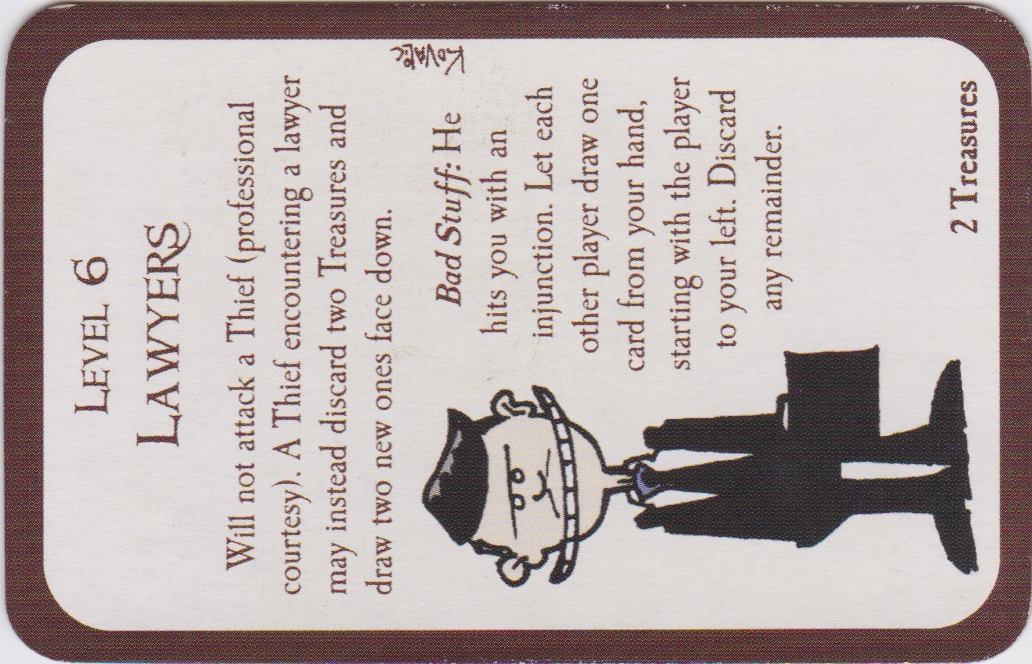 LEVEL 6
LAWYERS
Will not attack a Thief (professional
courtesy). A Thief encountering a lawyer
may instead discard two Treasures and
draw two new ones face down.
KOVALIC
Bad Stuff: He
hits you with an
injunction. Let each
other player draw one
card from your hand,
starting with the player
to your left. Discard
any remainder.
2 Treasures